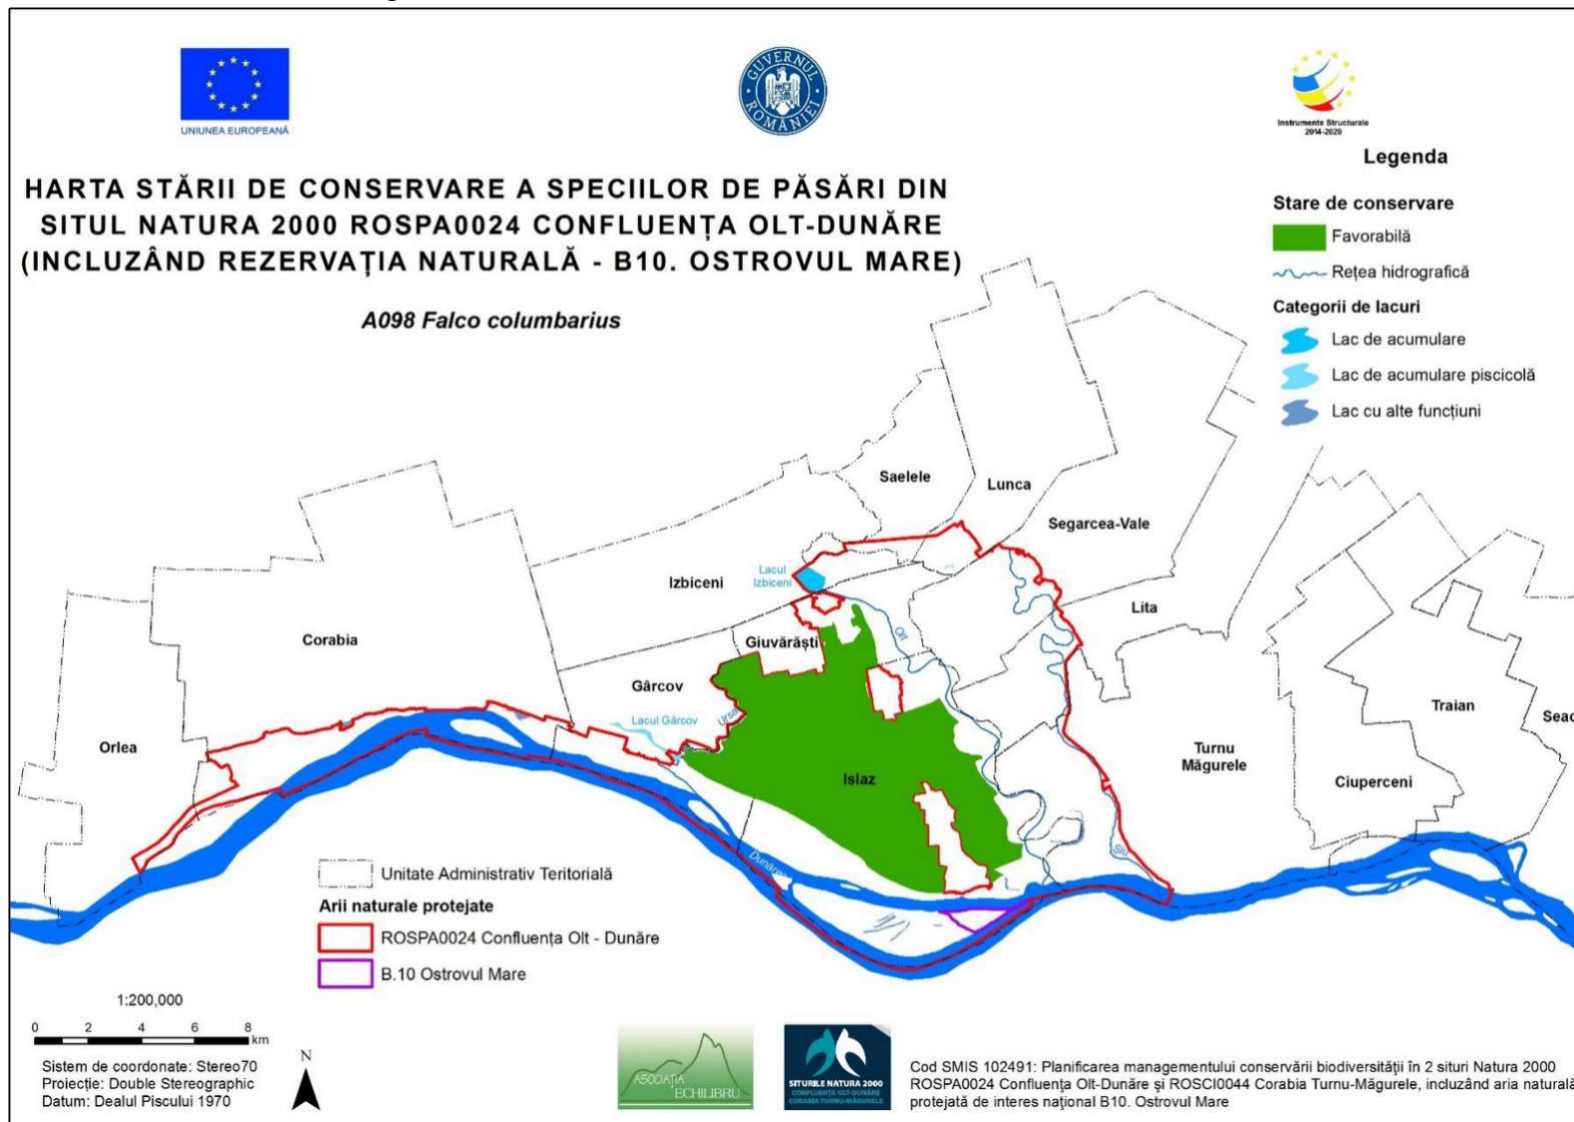 UNIUNEA EUROPEANĂ
GUVERNUL ROMÂNIEI
Instrumente Structurale
2014-2020
HARTA STĂRII DE CONSERVARE A SPECIILOR DE PĂSĂRI DIN
SITUL NATURA 2000 ROSPA0024 CONFLUENȚA OLT-DUNĂRE
(INCLUZÂND REZERVAȚIA NATURALĂ - B10. OSTROVUL MARE)
A098 Falco columbarius
Legenda
Stare de conservare
Favorabilă
Rețea hidrografică
Categorii de lacuri
Lac de acumulare
Lac de acumulare piscicolă
Lac cu alte funcțiuni
Saelele
Lunca
Segarcea-Vale
Izbiceni
Lacul
Izbiceni
Lita
Corabia
Giuvărăști
Olt
Gârcov
Lacul Gârcov
Orlea
Islaz
Turnu
Măgurele
Traian
Ciuperceni
Siu
Unitate Administrativ Teritorială
Arii naturale protejate
ROSPA0024 Confluența Olt - Dunăre
B.10 Ostrovul Mare
1:200,000
0 2 4 6 8
km
N
Sistem de coordonate: Stereo70
Proiecție: Double Stereographic
Datum: Dealul Piscului 1970
ASOCIAȚIA
ECHILIBRU
SITURILE NATURA 2000
CONFLUENȚA OLT-DUNĂRE
CORABIA TURNU-MĂGURELE
Cod SMIS 102491: Planificarea managementului conservării biodiversității în 2 situri Natura 2000
ROSPA0024 Confluența Olt-Dunăre și ROSCI0044 Corabia Turnu-Măgurele, incluzând aria naturală
protejată de interes național B10. Ostrovul Mare